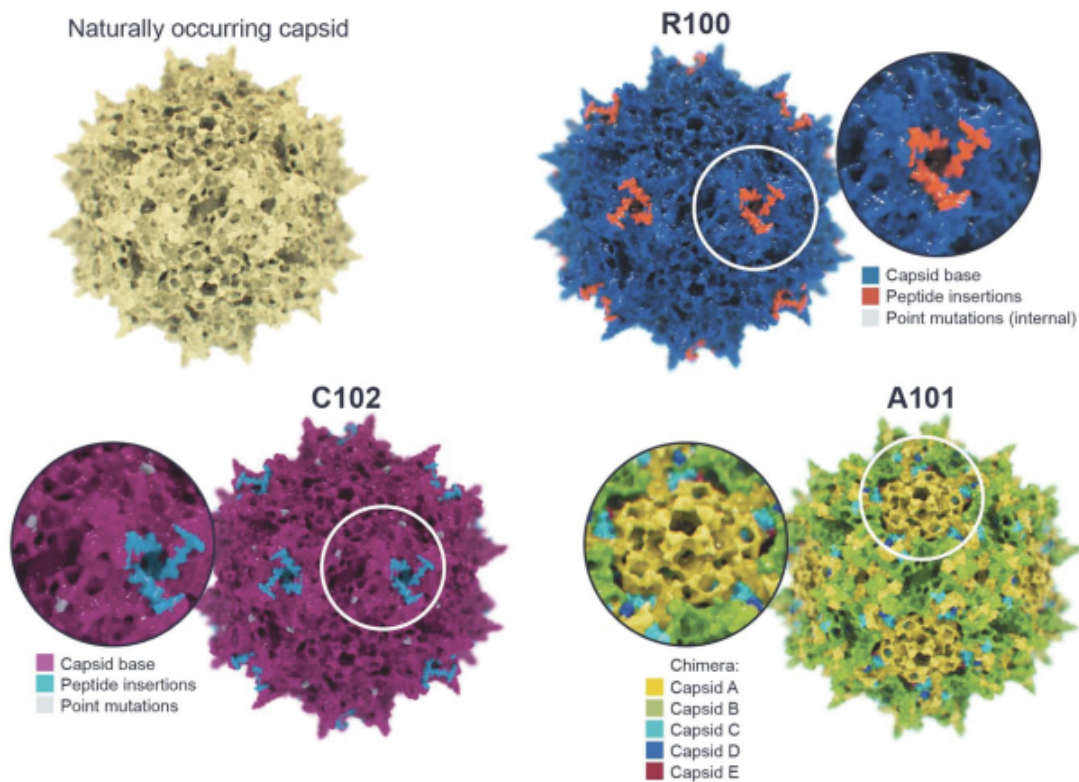 Naturally occurring capsid
R100
Capsid base
Peptide insertions
Point mutations (internal)
C102
Capsid base
Peptide insertions
Point mutations
A101
Chimera:
Capsid A
Capsid B
Capsid C
Capsid D
Capsid E